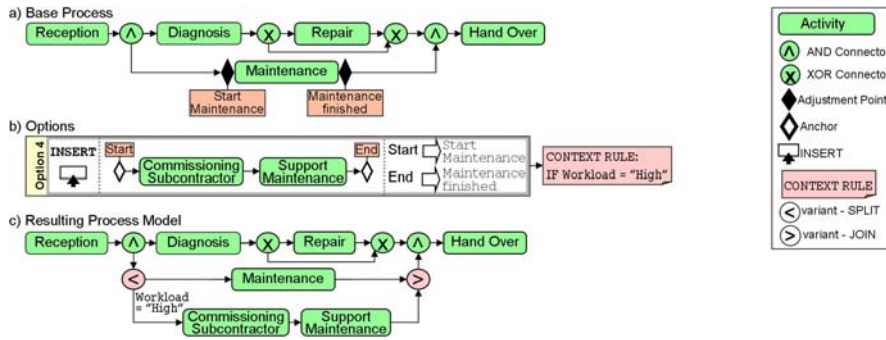 a) Base Process
Reception
Λ
Diagnosis
X
Repair
X
Λ
Hand Over
Maintenance
Start
Maintenance
Maintenance
finished
b) Options
Option 4
INSERT
Start
Commissioning
Subcontractor
Support
Maintenance
End
Start
Start
Maintenance
End
Maintenance
finished
CONTEXT RULE:
IF Workload = "High"
c) Resulting Process Model
Reception
Λ
Diagnosis
X
Repair
X
Λ
Hand Over
<
Maintenance
>
Workload
= "High"
Commissioning
Subcontractor
Support
Maintenance
Activity
Λ AND Connector
X XOR Connector
Adjustment Point
Anchor
INSERT
CONTEXT RULE
< variant - SPLIT
> variant - JOIN